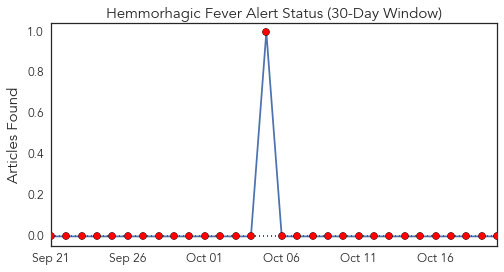 Hemmorhagic Fever Alert Status (30-Day Window)
Articles Found
1.0
0.8
0.6
0.4
0.2
0.0
Sep 21 Sep 26 Oct 01 Oct 06 Oct 11 Oct 16